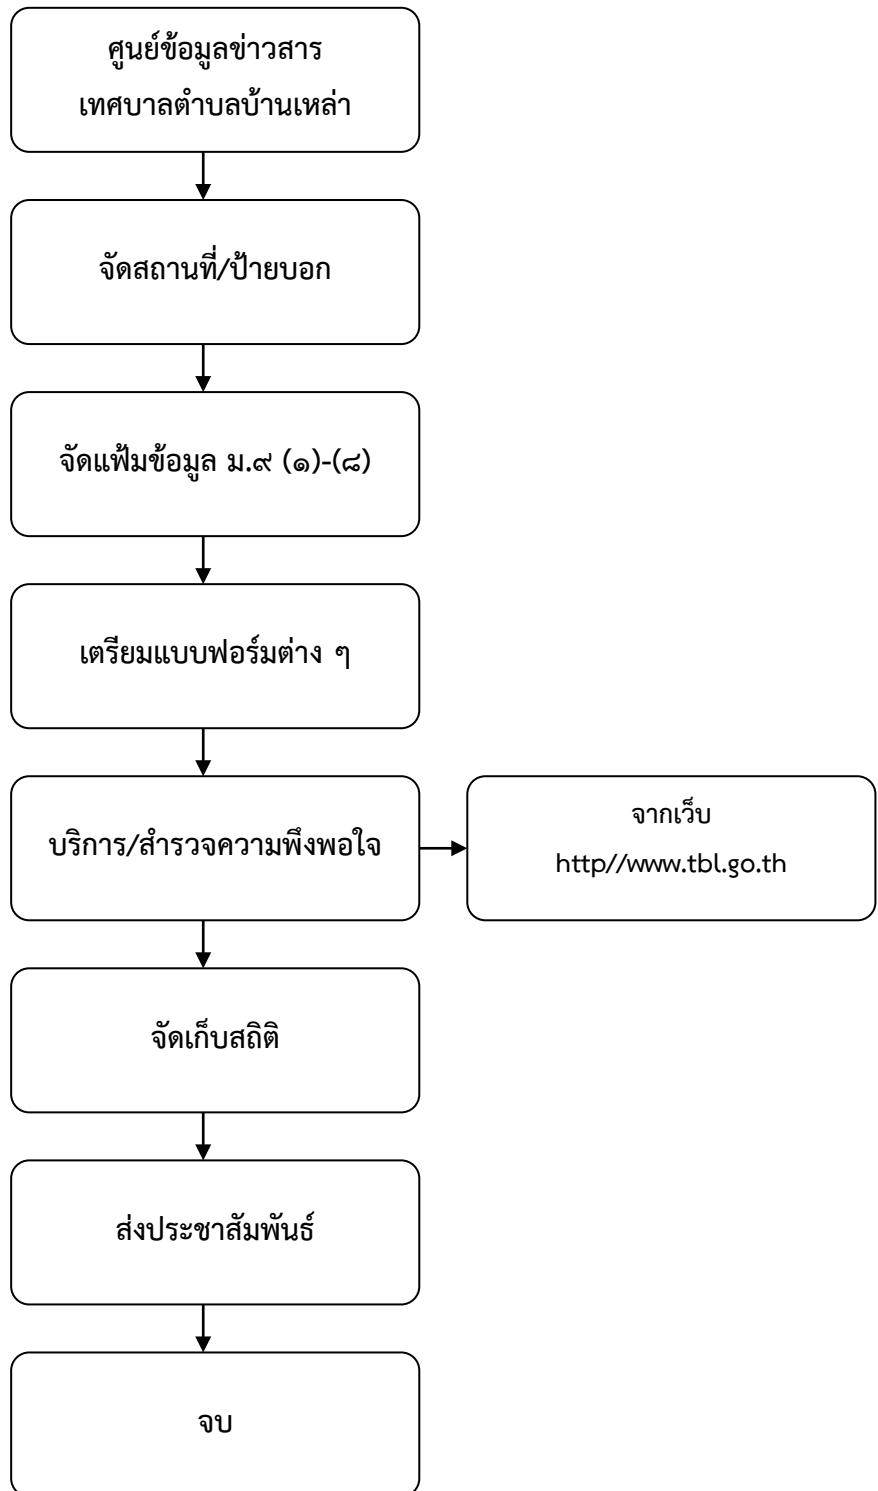 ศูนย์ข้อมูลข่าวสาร
เทศบาลตำบลบ้านเหล่า
จัดสถานที่/ป้ายบอก
จัดแฟ้มข้อมูล ม.๙ (๑)-(๘)
เตรียมแบบฟอร์มต่าง ๆ
บริการ/สำรวจความพึงพอใจ
จากเว็บ
http//www.tbl.go.th
จัดเก็บสถิติ
ส่งประชาสัมพันธ์
จบ